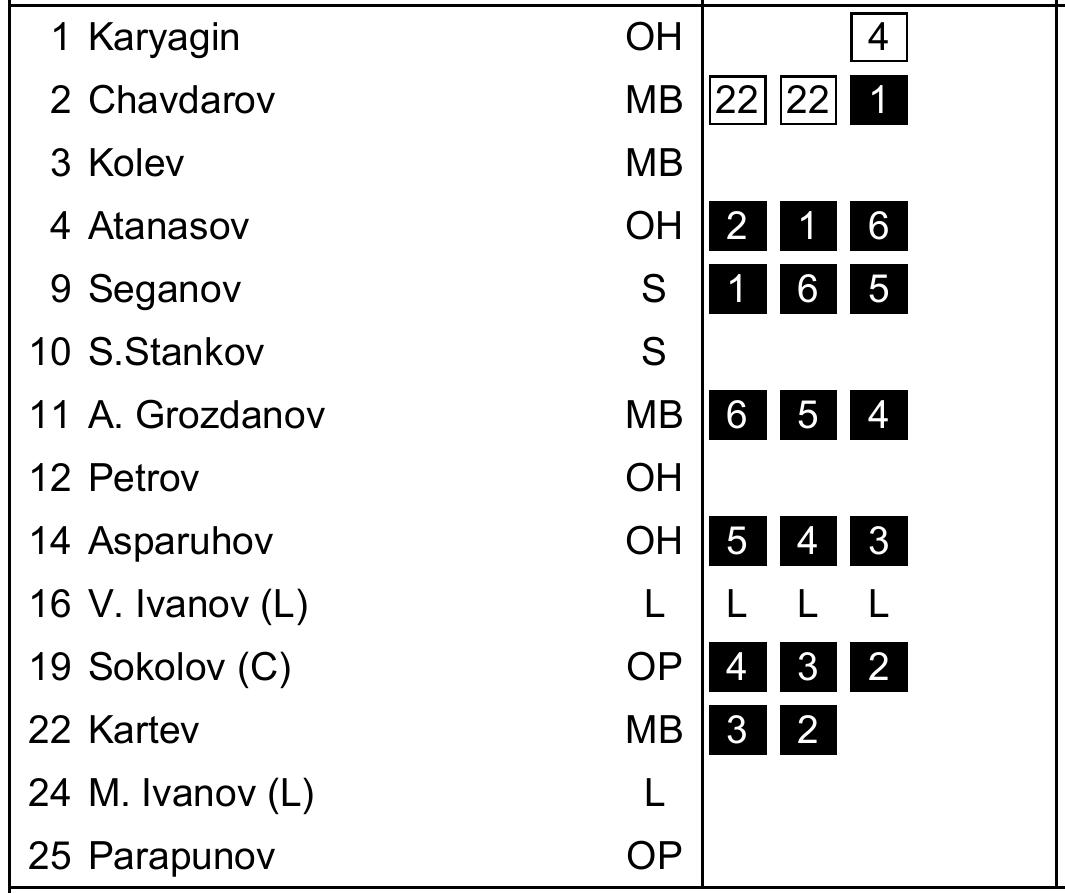 1 Karyagin OH 4
2 Chavdarov MB 22 22 1
3 Kolev MB
4 Atanasov OH 2 1 6
9 Seganov S 1 6 5
10 S.Stankov S
11 A. Grozdanov MB 6 5 4
12 Petrov OH
14 Asparuhov OH 5 4 3
16 V. Ivanov (L) L L L L
19 Sokolov (C) OP 4 3 2
22 Kartev MB 3 2
24 M. Ivanov (L) L
25 Parapunov OP